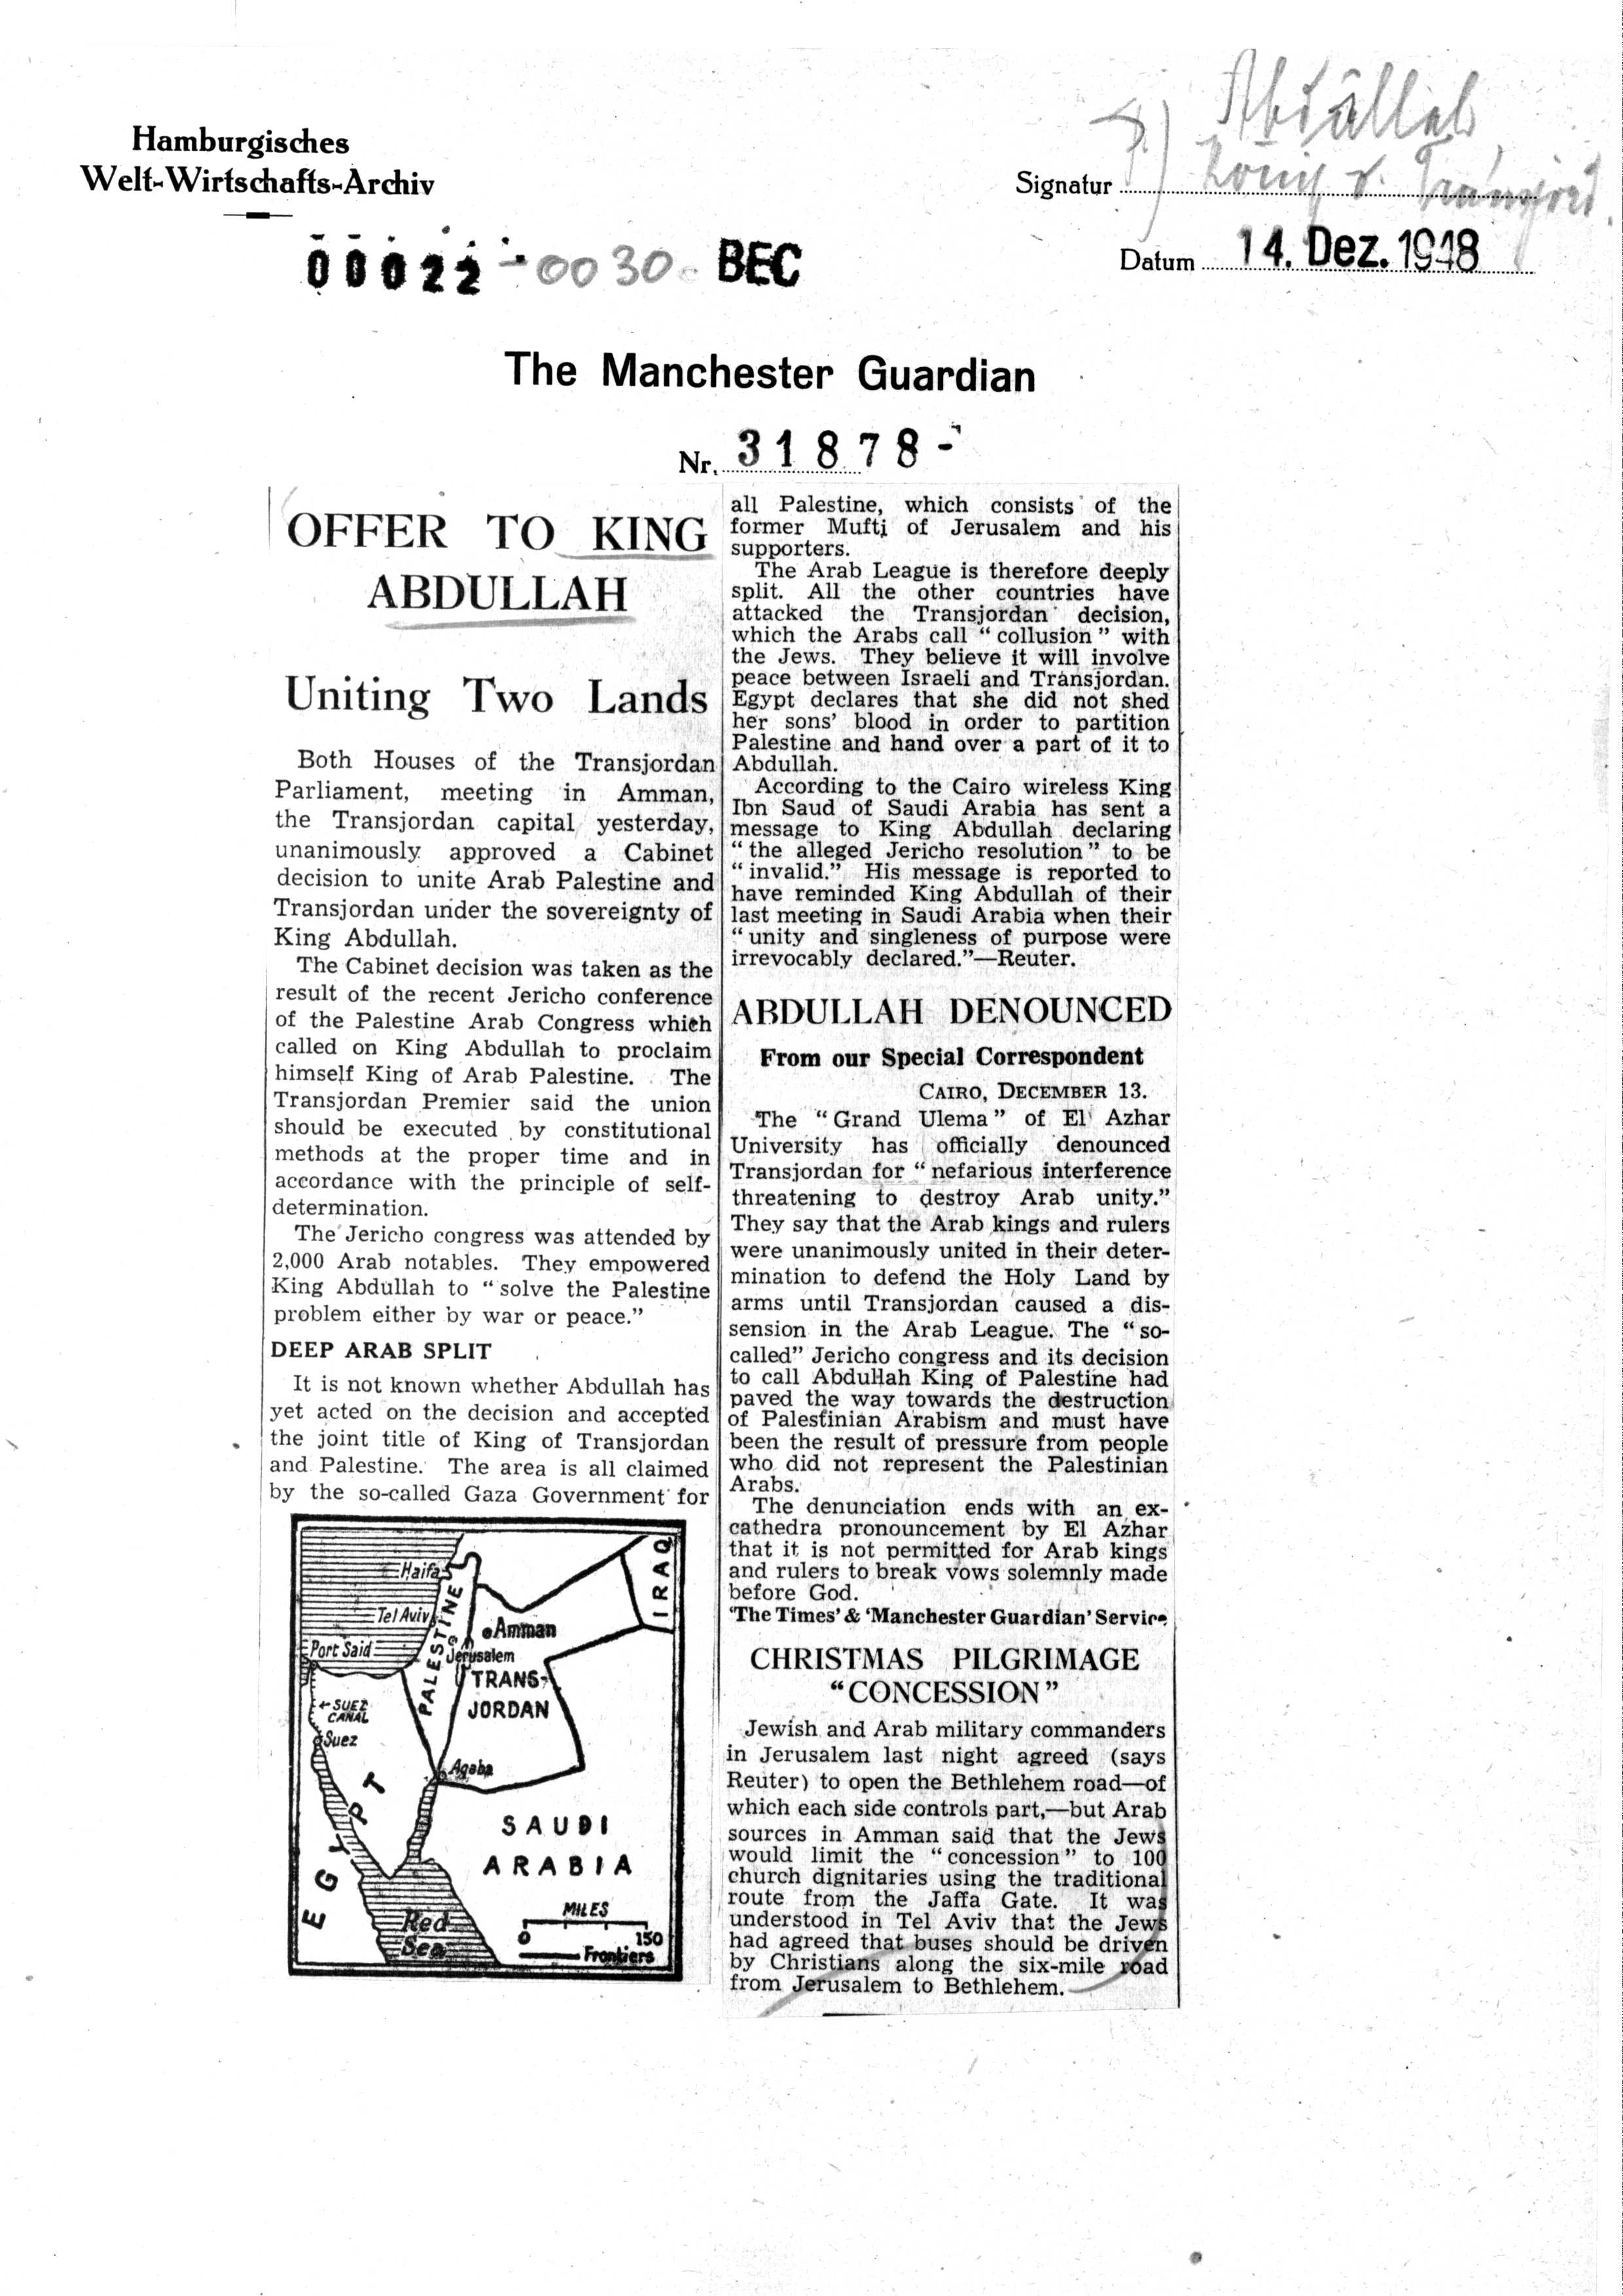 Hamburgisches
Welt-Wirtschafts-Archiv
Abdâllah
König v. Transjord.
Signatur
Datum 14. Dez. 1948
00022-0030 BEC
The Manchester Guardian
Nr. 31878-
OFFER TO KING
ABDULLAH
Uniting Two Lands
Both Houses of the Transjordan
Parliament, meeting in Amman,
the Transjordan capital yesterday,
unanimously approved a Cabinet
decision to unite Arab Palestine and
Transjordan under the sovereignty of
King Abdullah.
The Cabinet decision was taken as the
result of the recent Jericho conference
of the Palestine Arab Congress which
called on King Abdullah to proclaim
himself King of Arab Palestine. The
Transjordan Premier said the union
should be executed by constitutional
methods at the proper time and in
accordance with the principle of self-
determination.
The Jericho congress was attended by
2,000 Arab notables. They empowered
King Abdullah to “solve the Palestine
problem either by war or peace.”
DEEP ARAB SPLIT
It is not known whether Abdullah has
yet acted on the decision and accepted
the joint title of King of Transjordan
and Palestine. The area is all claimed
by the so-called Gaza Government for
Haifa
Tel Aviv
Port Said
PALESTINE
Amman
Jerusalem
TRANS-
JORDAN
IRAQ
←SUEZ
CANAL
Suez
Aqaba
EGYPT
SAUDI
ARABIA
Red
Sea
MILES
0 150
Frontiers
all Palestine, which consists of the
former Mufti of Jerusalem and his
supporters.
The Arab League is therefore deeply
split. All the other countries have
attacked the Transjordan decision,
which the Arabs call “collusion” with
the Jews. They believe it will involve
peace between Israeli and Transjordan.
Egypt declares that she did not shed
her sons’ blood in order to partition
Palestine and hand over a part of it to
Abdullah.
According to the Cairo wireless King
Ibn Saud of Saudi Arabia has sent a
message to King Abdullah declaring
“the alleged Jericho resolution” to be
“invalid.” His message is reported to
have reminded King Abdullah of their
last meeting in Saudi Arabia when their
“unity and singleness of purpose were
irrevocably declared.”—Reuter.
ABDULLAH DENOUNCED
From our Special Correspondent
CAIRO, DECEMBER 13.
The “Grand Ulema” of El Azhar
University has officially denounced
Transjordan for “nefarious interference
threatening to destroy Arab unity.”
They say that the Arab kings and rulers
were unanimously united in their deter-
mination to defend the Holy Land by
arms until Transjordan caused a dis-
sension in the Arab League. The “so-
called” Jericho congress and its decision
to call Abdullah King of Palestine had
paved the way towards the destruction
of Palestinian Arabism and must have
been the result of pressure from people
who did not represent the Palestinian
Arabs.
The denunciation ends with an ex-
cathedra pronouncement by El Azhar
that it is not permitted for Arab kings
and rulers to break vows solemnly made
before God.
‘The Times’ & ‘Manchester Guardian’ Service
CHRISTMAS PILGRIMAGE
“CONCESSION”
Jewish and Arab military commanders
in Jerusalem last night agreed (says
Reuter) to open the Bethlehem road—of
which each side controls part,—but Arab
sources in Amman said that the Jews
would limit the “concession” to 100
church dignitaries using the traditional
route from the Jaffa Gate. It was
understood in Tel Aviv that the Jews
had agreed that buses should be driven
by Christians along the six-mile road
from Jerusalem to Bethlehem.